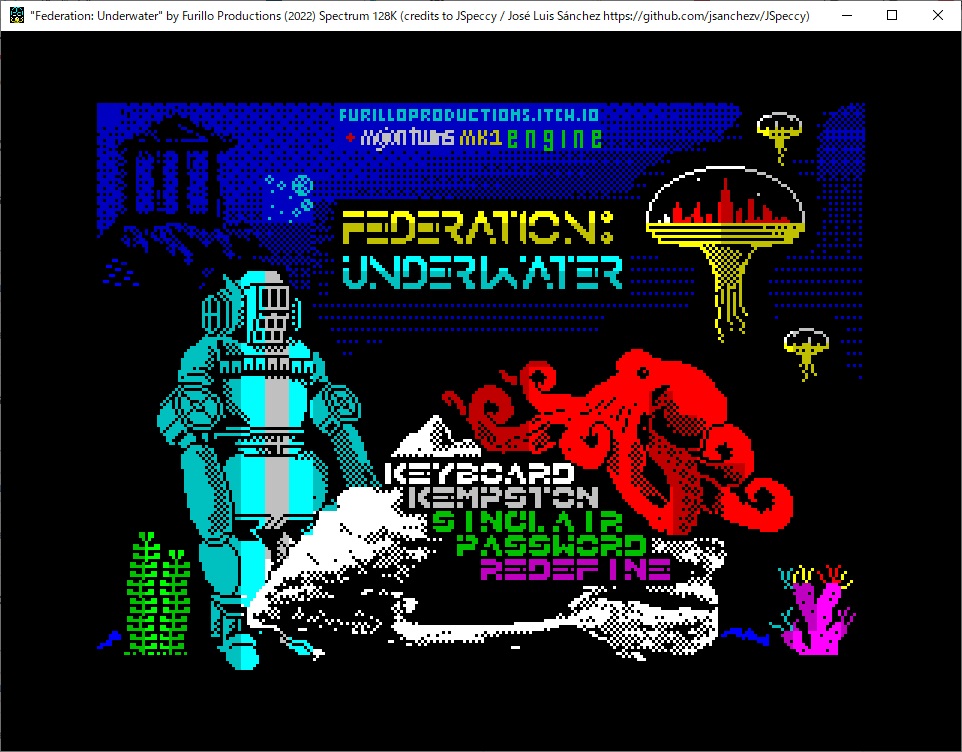 "Federation: Underwater" by Furillo Productions (2022) Spectrum 128K (credits to JSpeccy / José Luis Sánchez https://github.com/jsanchezv/JSpeccy)
FURILLOPRODUCTIONS.ITCH.IO
mojon twins MK1 engine
FEDERATION:
UNDERWATER
KEYBOARD
KEMPSTON
SINCLAIR
PASSWORD
REDEFINE